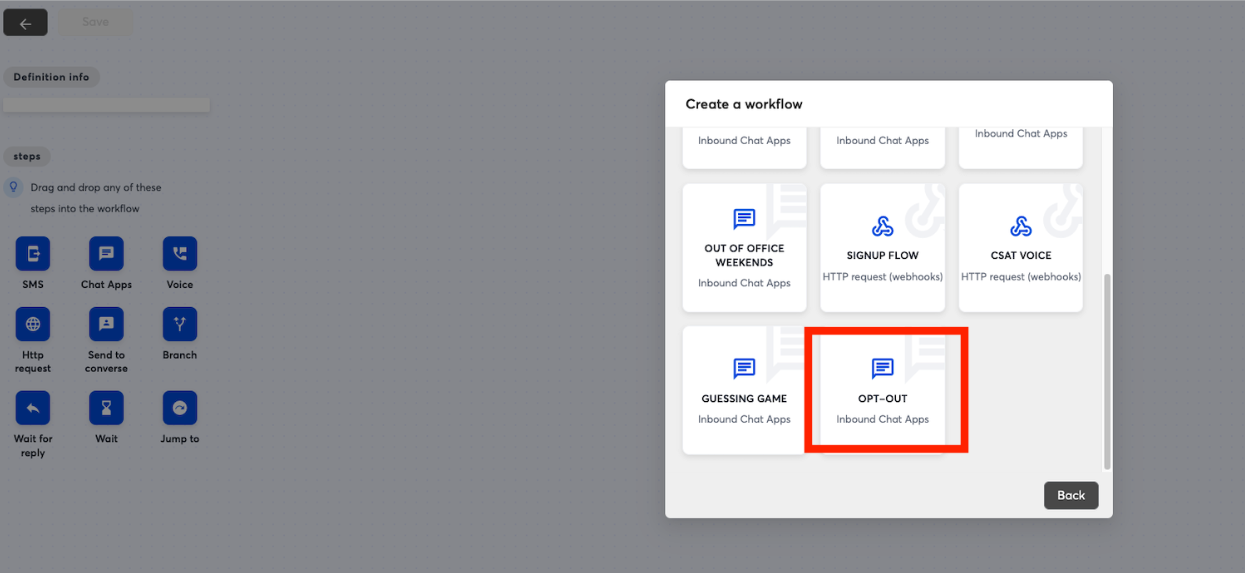 Save
Definition info
steps
Drag and drop any of these
steps into the workflow
SMS
Chat Apps
Voice
Http
request
Send to
converse
Branch
Wait for
reply
Wait
Jump to
Create a workflow
Inbound Chat Apps
Inbound Chat Apps
Inbound Chat Apps
OUT OF OFFICE
WEEKENDS
Inbound Chat Apps
SIGNUP FLOW
HTTP request (webhooks)
CSAT VOICE
HTTP request (webhooks)
GUESSING GAME
Inbound Chat Apps
OPT-OUT
Inbound Chat Apps
Back